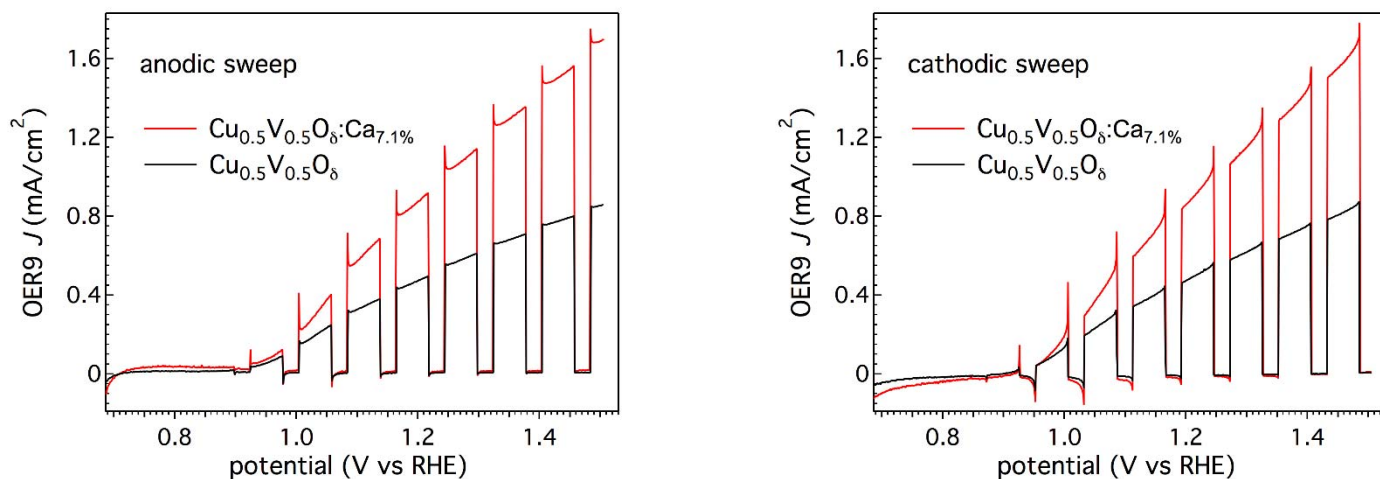 anodic sweep
Cu0.5V0.5Oδ:Ca7.1%
Cu0.5V0.5Oδ
OER9 J (mA/cm2)
1.6
1.2
0.8
0.4
0
0.8
1.0
1.2
1.4
potential (V vs RHE)
cathodic sweep
Cu0.5V0.5Oδ:Ca7.1%
Cu0.5V0.5Oδ
OER9 J (mA/cm2)
1.6
1.2
0.8
0.4
0
0.8
1.0
1.2
1.4
potential (V vs RHE)